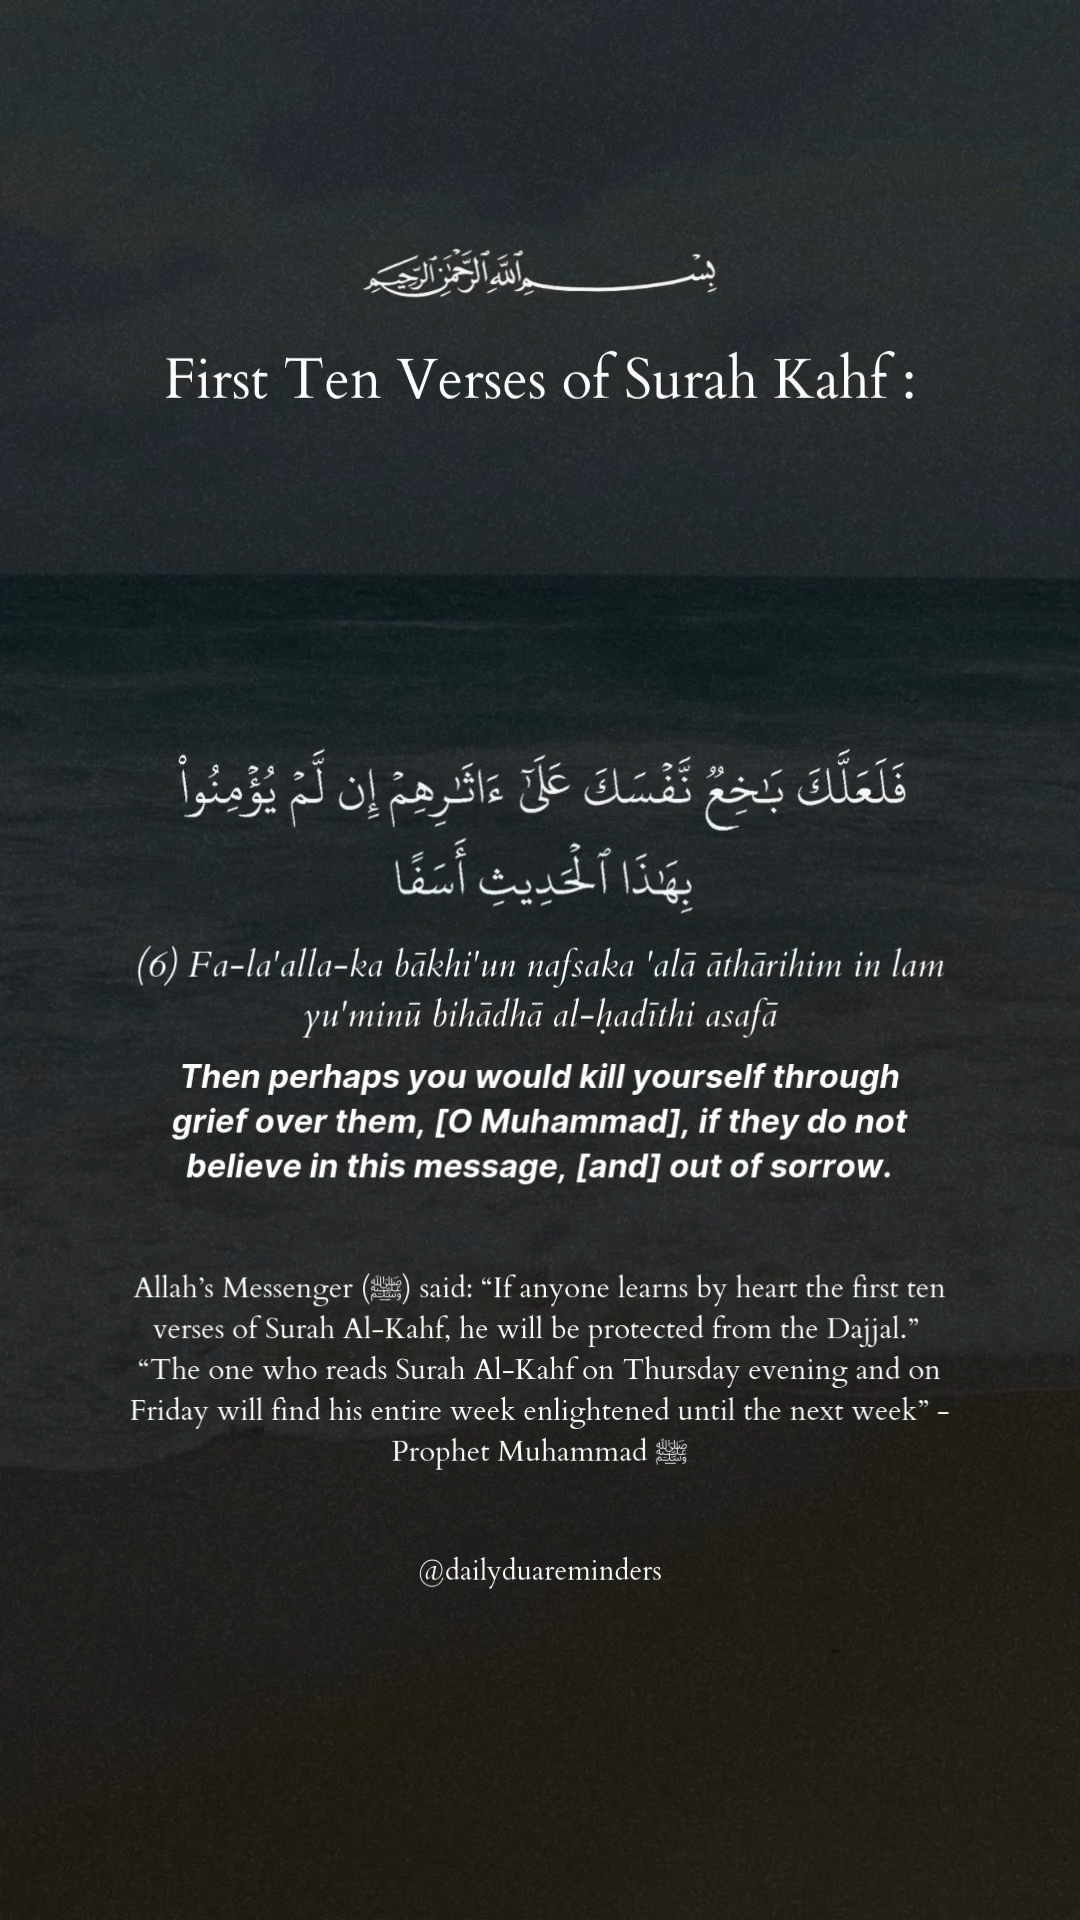 بِسْمِ ٱللَّهِ ٱلرَّحْمَٰنِ ٱلرَّحِيمِ
First Ten Verses of Surah Kahf :
فَلَعَلَّكَ بَـٰخِعٌۭ نَّفْسَكَ عَلَىٰٓ ءَاثَـٰرِهِمْ إِن لَّمْ يُؤْمِنُوا۟
بِهَـٰذَا ٱلْحَدِيثِ أَسَفًا
(6) Fa-la'alla-ka bākhi'un nafsaka 'alā āthārihim in lam
yu'minū bihādhā al-ḥadīthi asafā
Then perhaps you would kill yourself through
grief over them, [O Muhammad], if they do not
believe in this message, [and] out of sorrow.
Allah’s Messenger (ﷺ) said: “If anyone learns by heart the first ten
verses of Surah Al-Kahf, he will be protected from the Dajjal.”
“The one who reads Surah Al-Kahf on Thursday evening and on
Friday will find his entire week enlightened until the next week” -
Prophet Muhammad ﷺ
@dailyduareminders